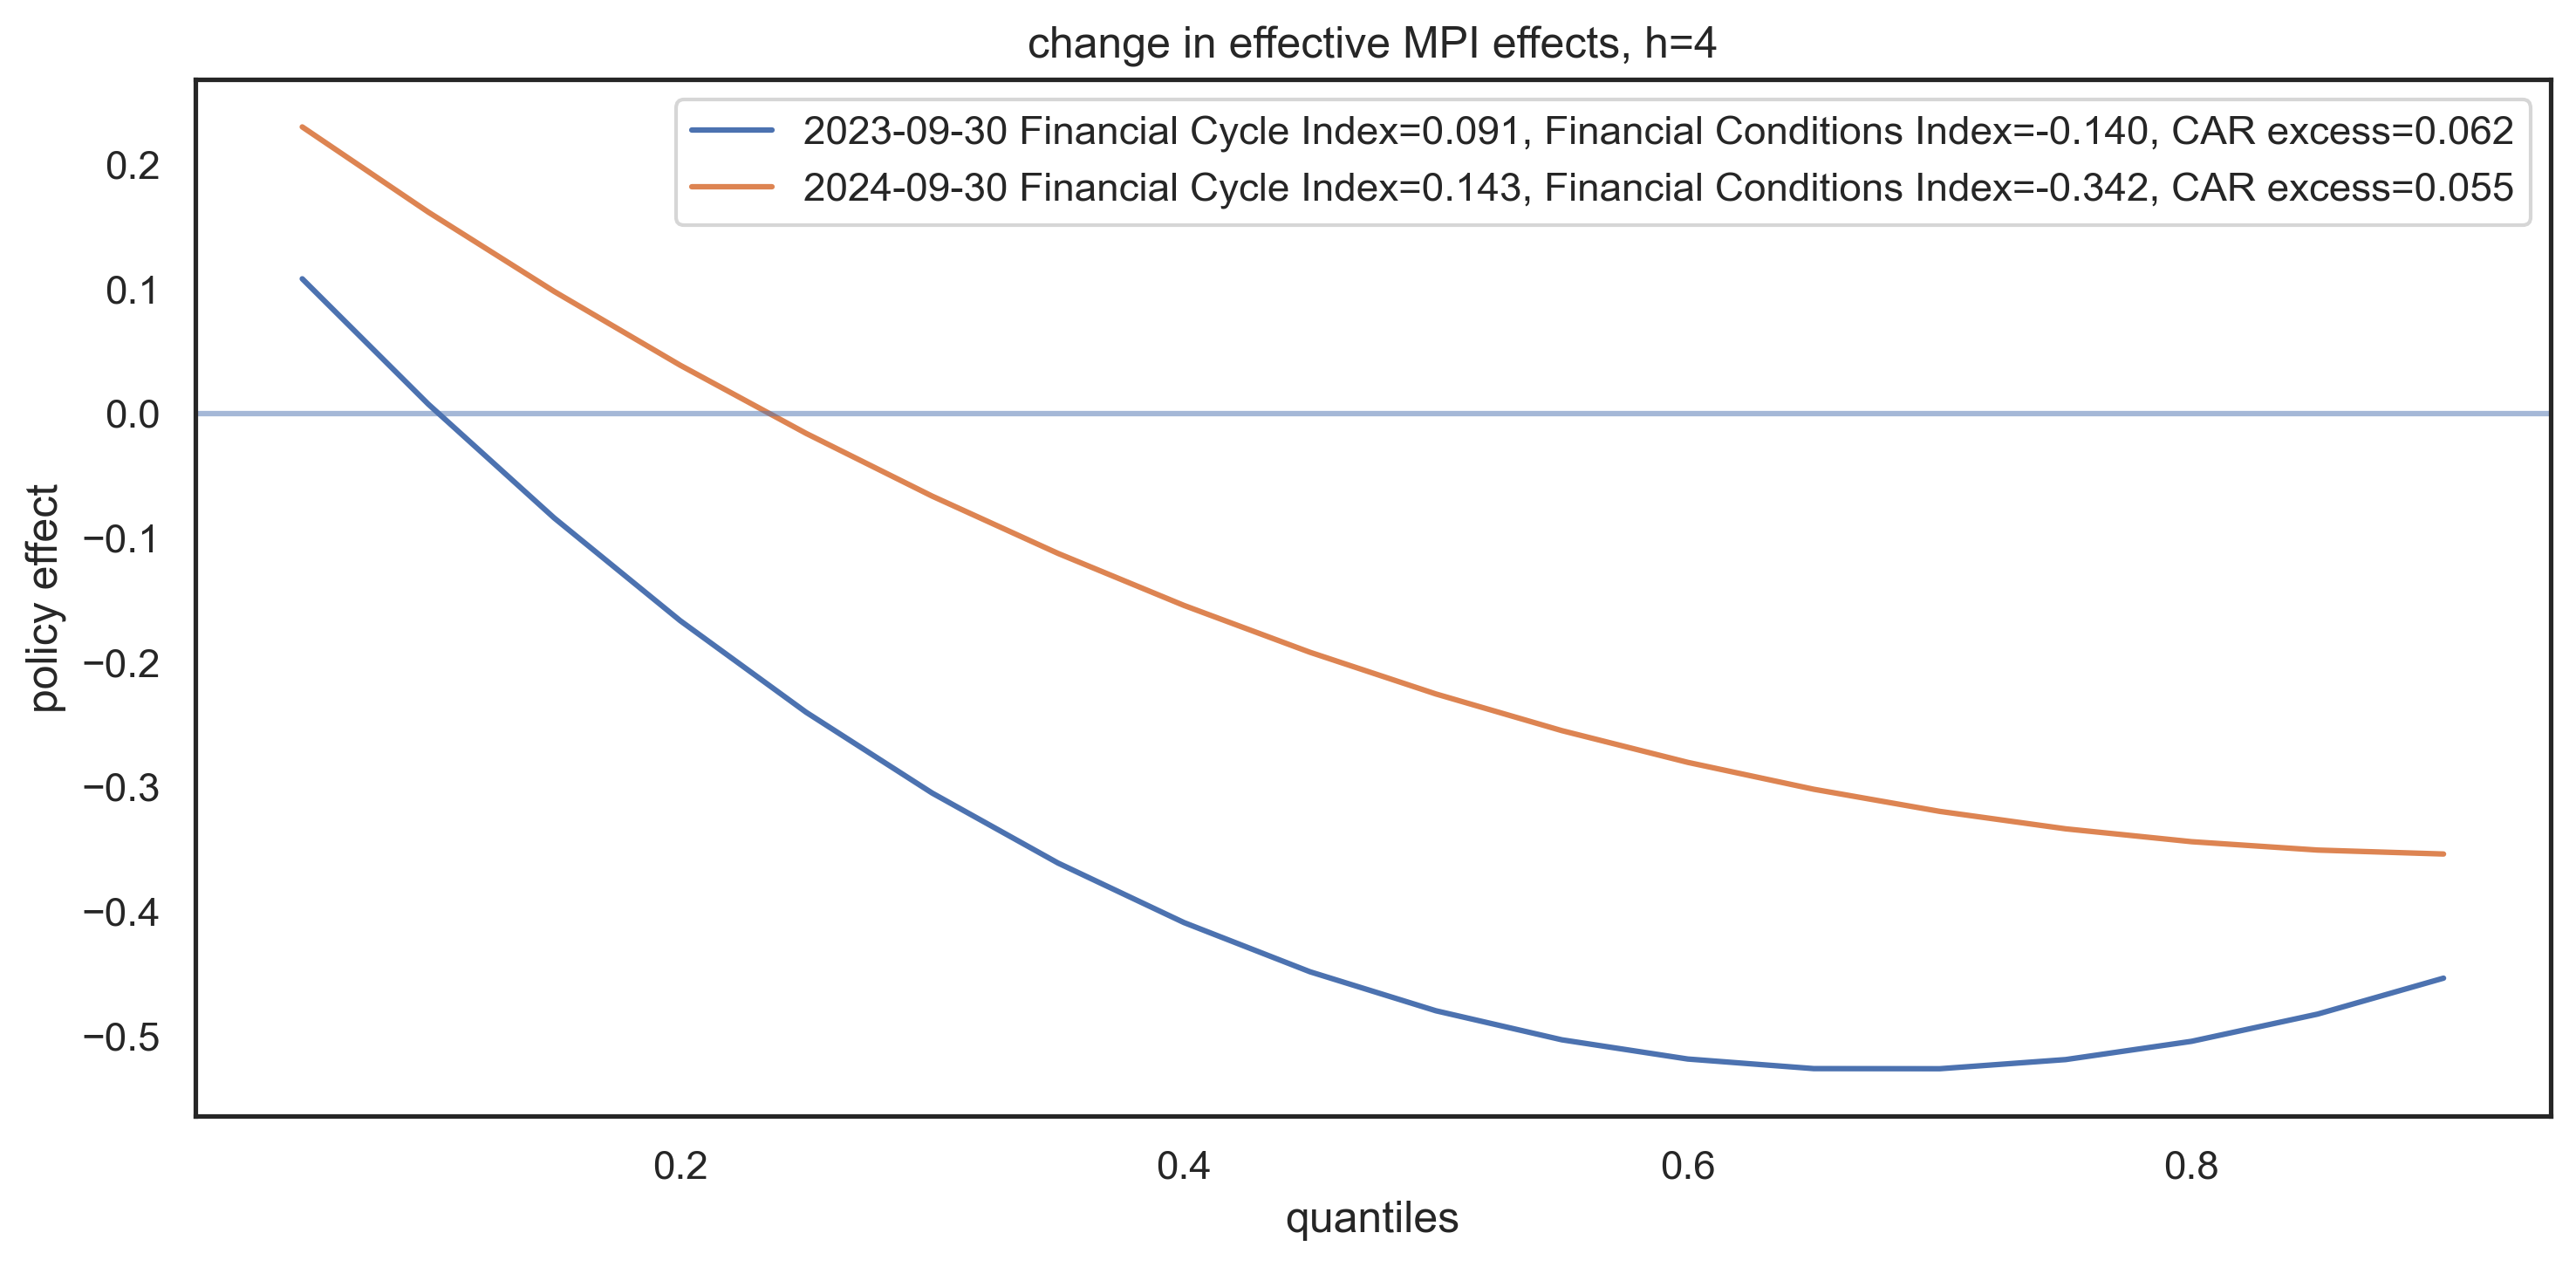 change in effective MPI effects, h=4
2023-09-30 Financial Cycle Index=0.091, Financial Conditions Index=-0.140, CAR excess=0.062
2024-09-30 Financial Cycle Index=0.143, Financial Conditions Index=-0.342, CAR excess=0.055
policy effect
0.2
0.1
0.0
−0.1
−0.2
−0.3
−0.4
−0.5
0.2 0.4 0.6 0.8
quantiles